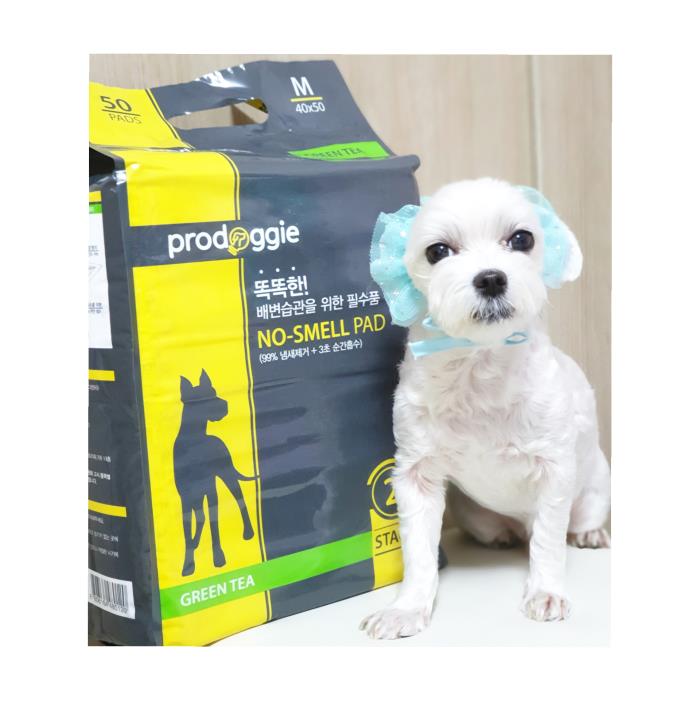 50
PADS
M
40x50
GREEN TEA
prodoggie
똑똑한!
배변습관을 위한 필수품
NO-SMELL PAD
(99% 냄새제거 + 3초 순간흡수)
2
STA
GREEN TEA